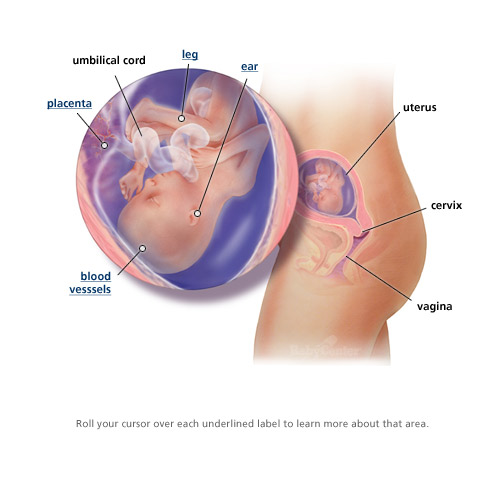 umbilical cord
leg
ear
placenta
uterus
cervix
blood
vesssels
vagina
Roll your cursor over each underlined label to learn more about that area.